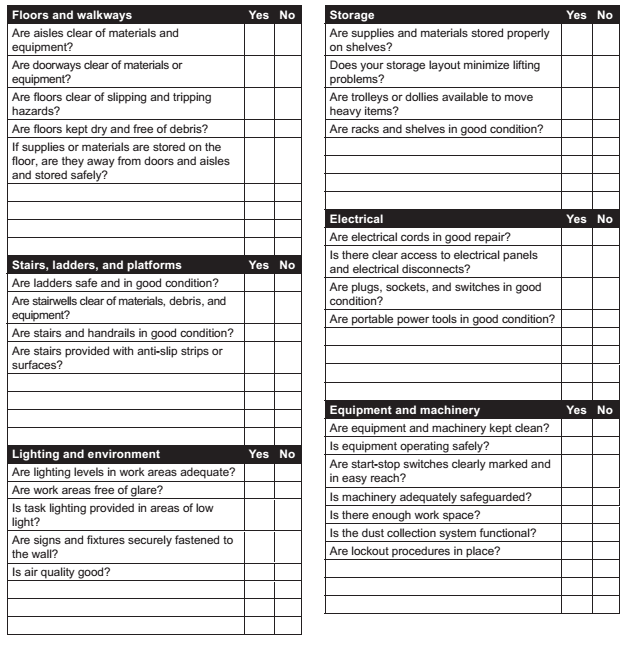 Floors and walkways Yes No
Are aisles clear of materials and
equipment?
Are doorways clear of materials or
equipment?
Are floors clear of slipping and tripping
hazards?
Are floors kept dry and free of debris?
If supplies or materials are stored on the
floor, are they away from doors and aisles
and stored safely?
Stairs, ladders, and platforms Yes No
Are ladders safe and in good condition?
Are stairwells clear of materials, debris, and
equipment?
Are stairs and handrails in good condition?
Are stairs provided with anti-slip strips or
surfaces?
Lighting and environment Yes No
Are lighting levels in work areas adequate?
Are work areas free of glare?
Is task lighting provided in areas of low
light?
Are signs and fixtures securely fastened to
the wall?
Is air quality good?
Storage Yes No
Are supplies and materials stored properly
on shelves?
Does your storage layout minimize lifting
problems?
Are trolleys or dollies available to move
heavy items?
Are racks and shelves in good condition?
Electrical Yes No
Are electrical cords in good repair?
Is there clear access to electrical panels
and electrical disconnects?
Are plugs, sockets, and switches in good
condition?
Are portable power tools in good condition?
Equipment and machinery Yes No
Are equipment and machinery kept clean?
Is equipment operating safely?
Are start-stop switches clearly marked and
in easy reach?
Is machinery adequately safeguarded?
Is there enough work space?
Is the dust collection system functional?
Are lockout procedures in place?